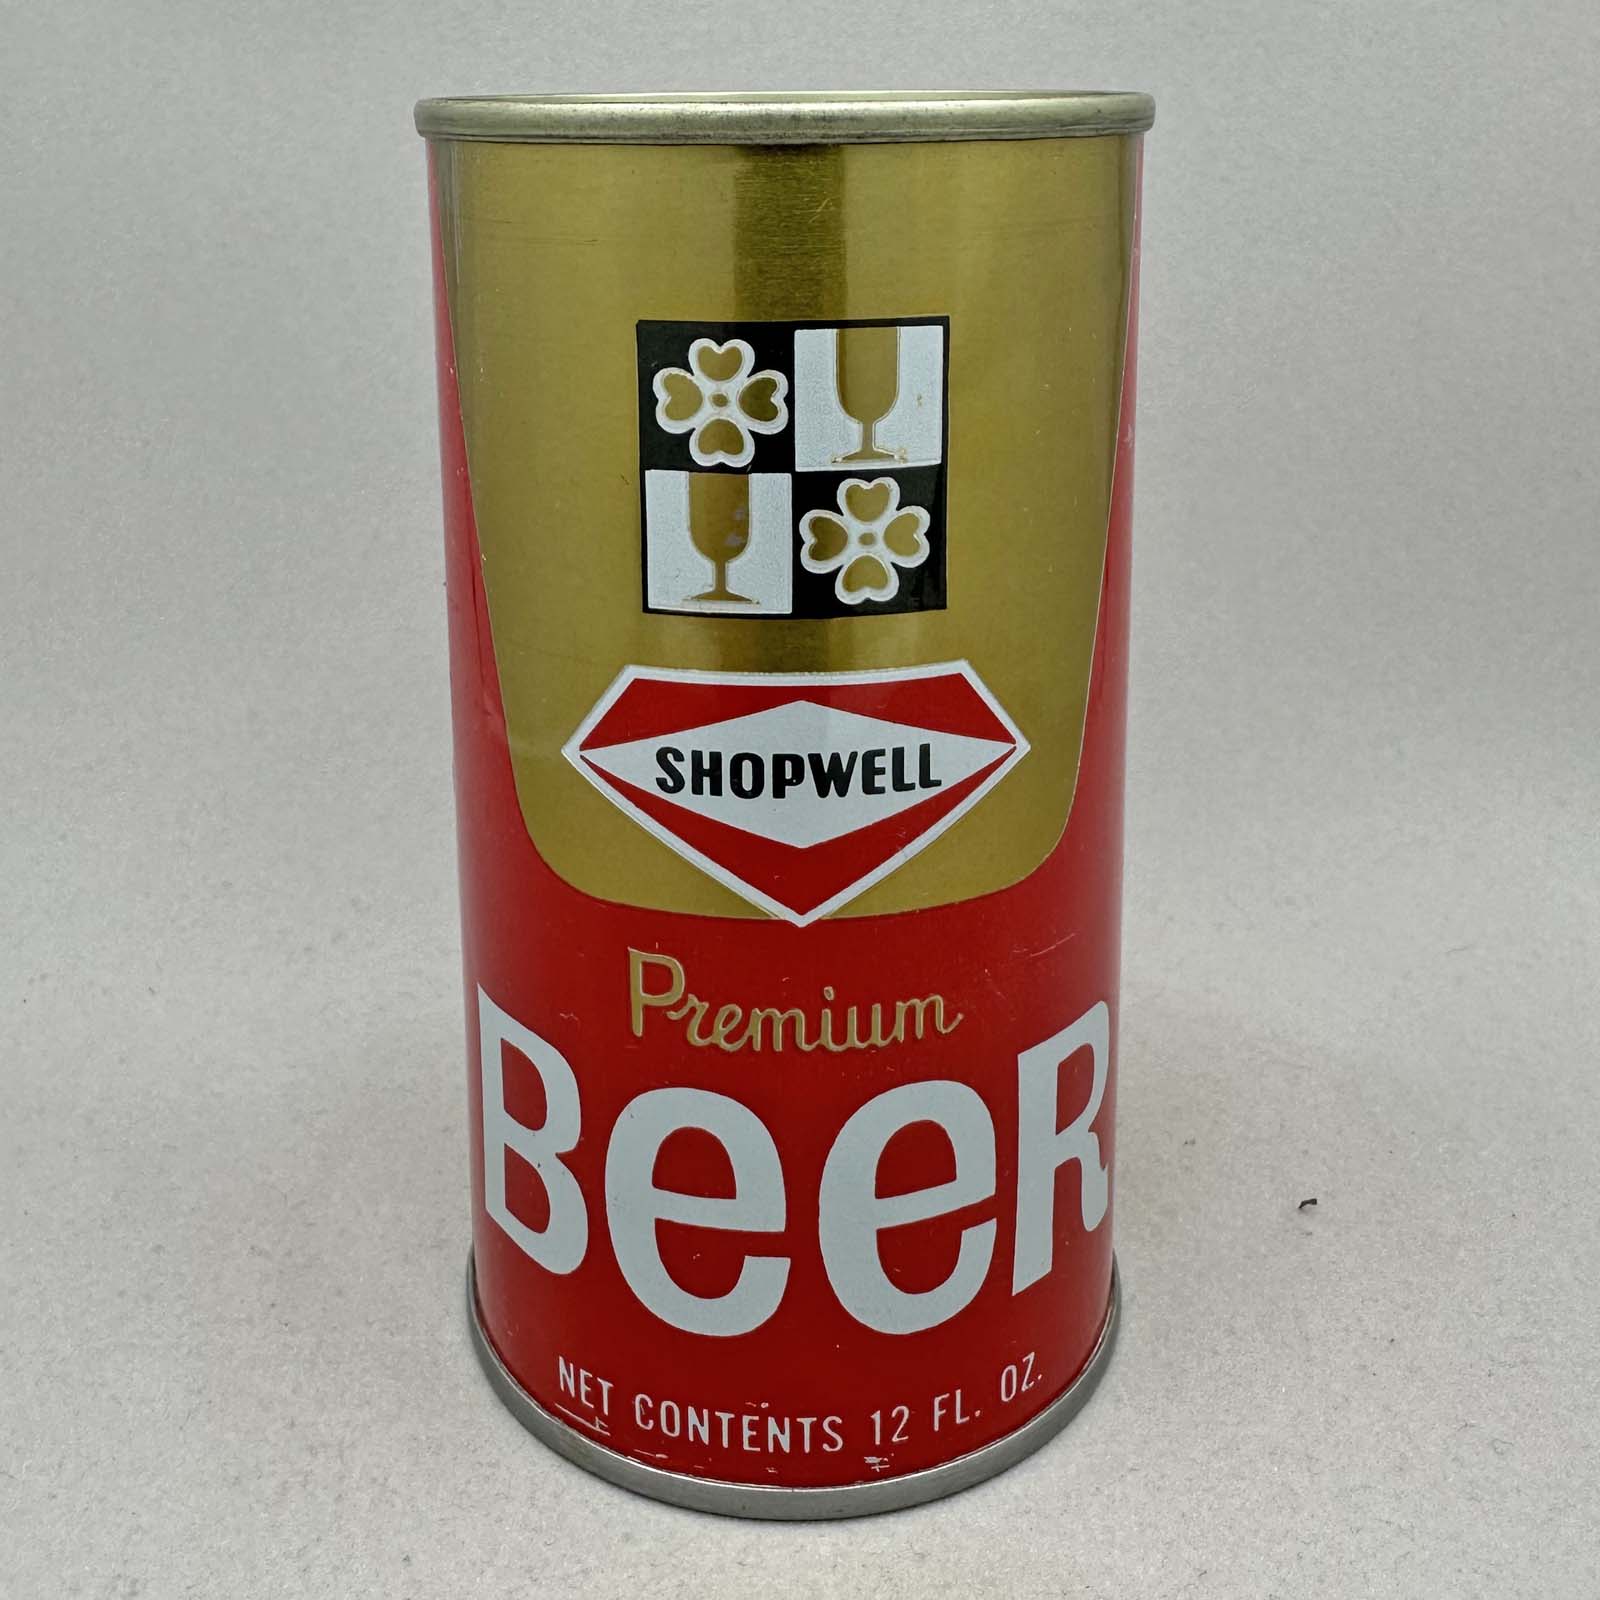 SHOPWELL
Premium
BeeR
NET CONTENTS 12 FL. OZ.